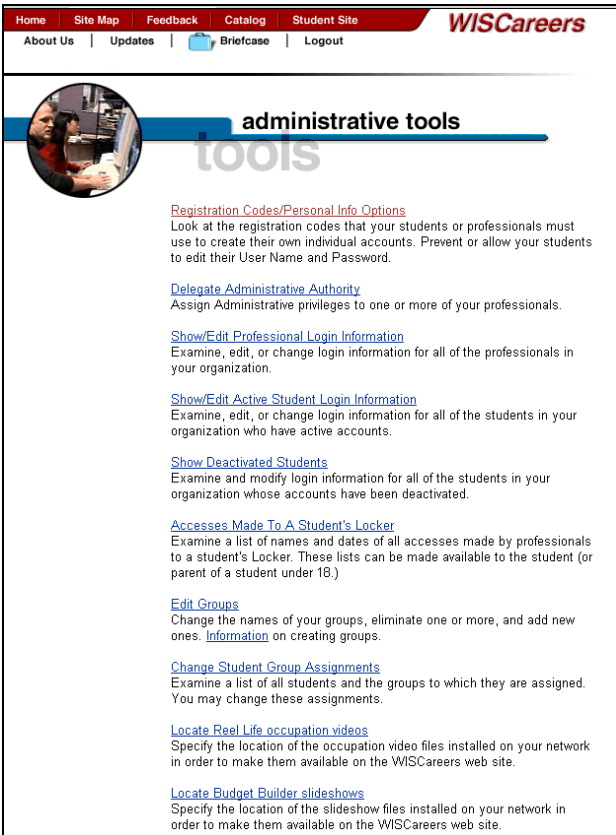 Home Site Map Feedback Catalog Student Site WISCareers
About Us | Updates | Briefcase | Logout
administrative tools
tools
Registration Codes/Personal Info Options
Look at the registration codes that your students or professionals must
use to create their own individual accounts. Prevent or allow your students
to edit their User Name and Password.
Delegate Administrative Authority
Assign Administrative privileges to one or more of your professionals.
Show/Edit Professional Login Information
Examine, edit, or change login information for all of the professionals in
your organization.
Show/Edit Active Student Login Information
Examine, edit, or change login information for all of the students in your
organization who have active accounts.
Show Deactivated Students
Examine and modify login information for all of the students in your
organization whose accounts have been deactivated.
Accesses Made To A Student's Locker
Examine a list of names and dates of all accesses made by professionals
to a student's Locker. These lists can be made available to the student (or
parent of a student under 18.)
Edit Groups
Change the names of your groups, eliminate one or more, and add new
ones. Information on creating groups.
Change Student Group Assignments
Examine a list of all students and the groups to which they are assigned.
You may change these assignments.
Locate Reel Life occupation videos
Specify the location of the occupation video files installed on your network
in order to make them available on the WISCareers web site.
Locate Budget Builder slideshows
Specify the location of the slideshow files installed on your network in
order to make them available on the WISCareers web site.